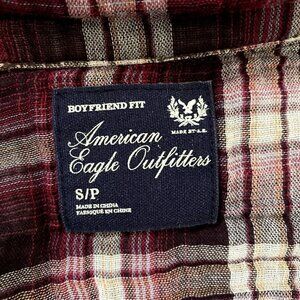 BOYFRIEND FIT
MADE BY A.E.
American
Eagle Outfitters
S/P
MADE IN CHINA
FABRIQUÉ EN CHINE